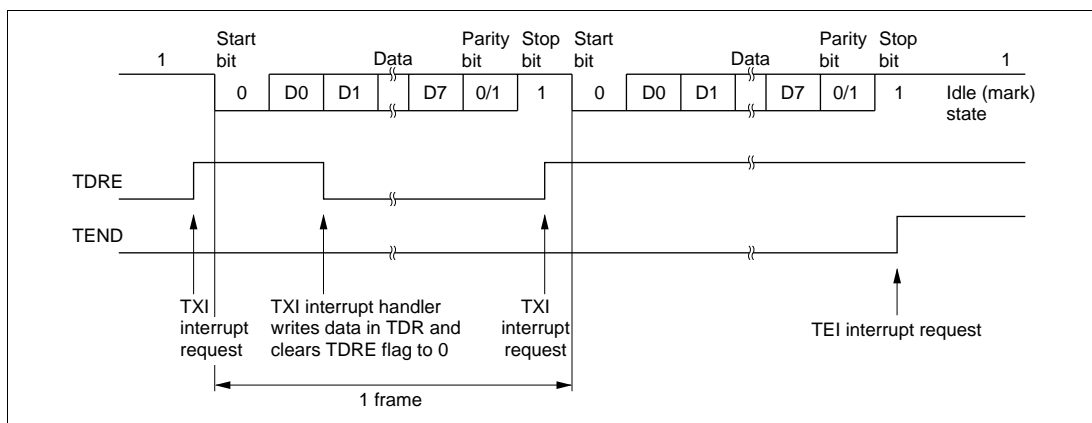 1
Start
bit
Data
Parity
bit
Stop
bit
Start
bit
Data
Parity
bit
Stop
bit
1
0
D0
D1
D7
0/1
1
0
D0
D1
D7
0/1
1
Idle (mark)
state
TDRE
TEND
TXI
interrupt
request
TXI interrupt handler
writes data in TDR and
clears TDRE flag to 0
TXI
interrupt
request
TEI interrupt request
1 frame